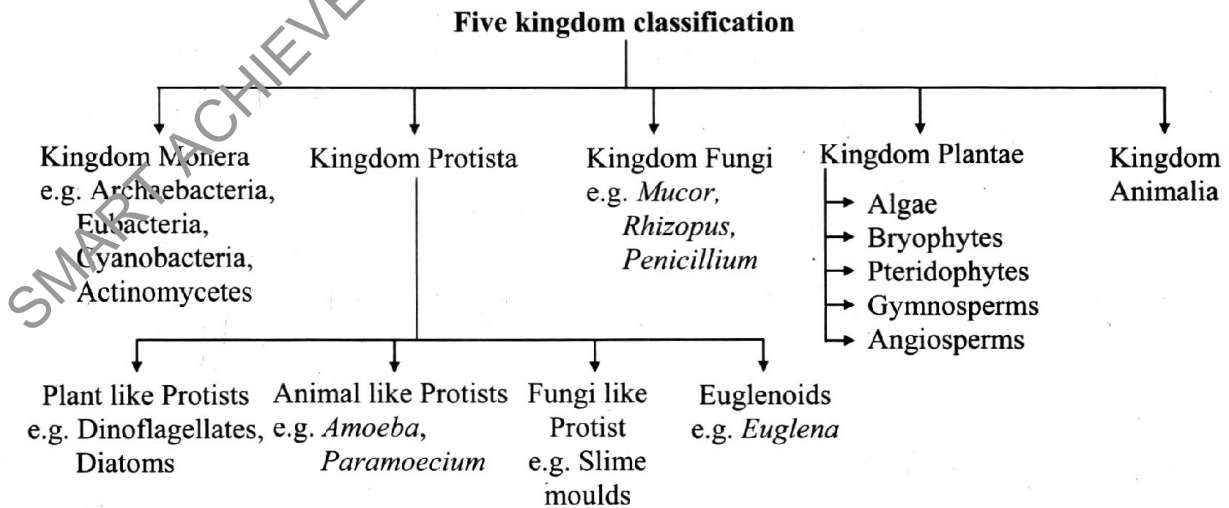 Five kingdom classification
Kingdom Monera
e.g. Archaebacteria,
Eubacteria,
Cyanobacteria,
Actinomycetes
Kingdom Protista
Kingdom Fungi
e.g. Mucor,
Rhizopus,
Penicillium
Kingdom Plantae
Algae
Bryophytes
Pteridophytes
Gymnosperms
Angiosperms
Kingdom
Animalia
Plant like Protists
e.g. Dinoflagellates,
Diatoms
Animal like Protists
e.g. Amoeba,
Paramoecium
Fungi like
Protist
e.g. Slime
moulds
Euglenoids
e.g. Euglena
SMART ACHIEVE